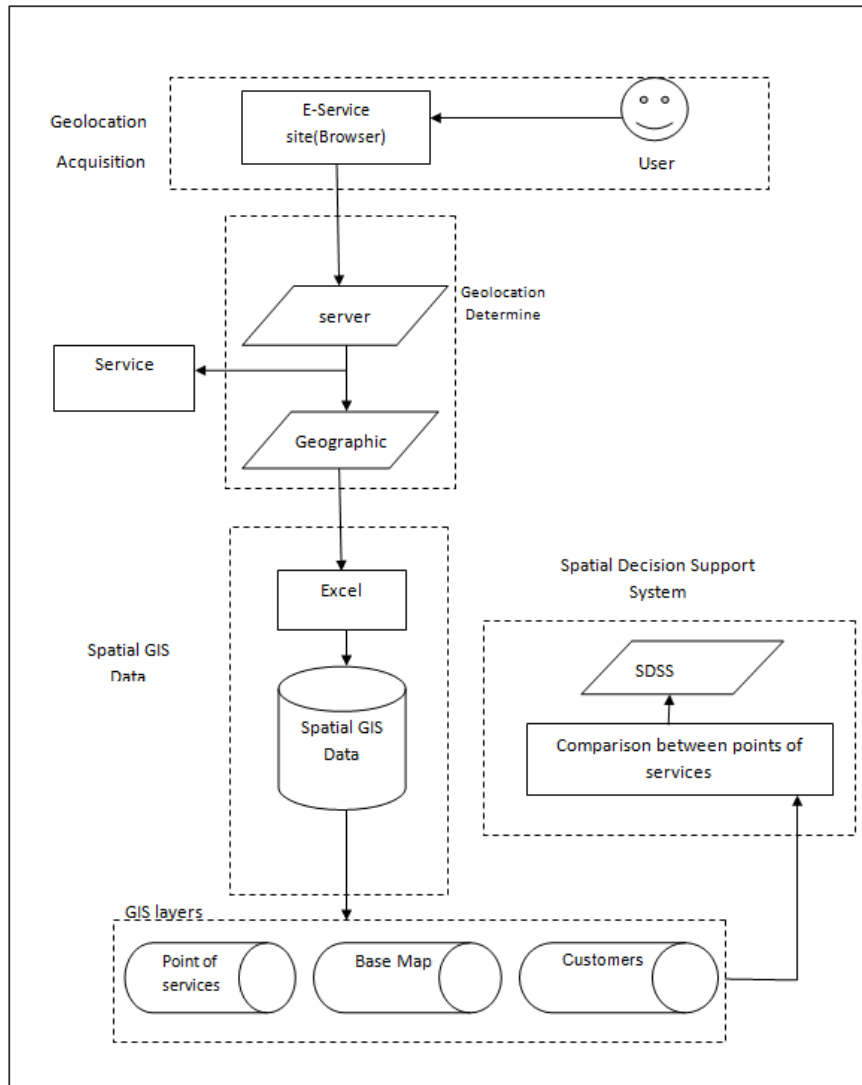 E-Service
site(Browser)
Geolocation
Acquisition
User
server
Geolocation
Determine
Service
Geographic
Excel
Spatial GIS
Data
Spatial GIS
Data
Spatial Decision Support
System
SDSS
Comparison between points of
services
GIS layers
Point of
services
Base Map
Customers